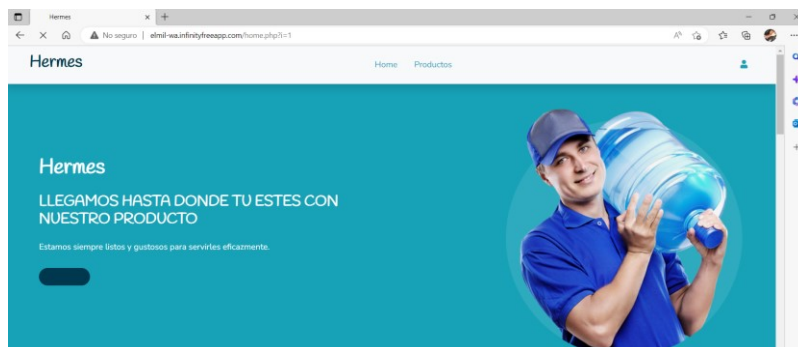 Hermes
No seguro | elmil-wa.infinityfreeapp.com/home.php?i=1
Hermes
Home Productos
Hermes
LLEGAMOS HASTA DONDE TU ESTES CON
NUESTRO PRODUCTO
Estamos siempre listos y gustosos para servirles eficazmente.